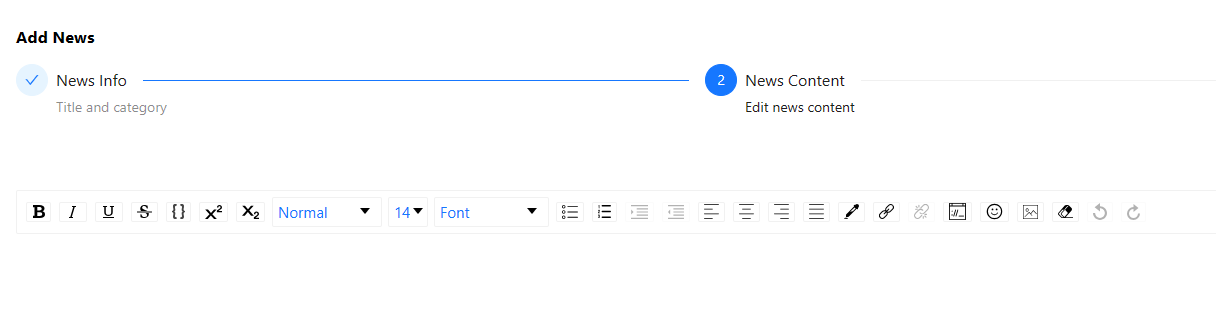 Add News
News Info
2 News Content
Title and category
Edit news content
B I U S {} X² X₂ Normal 14 Font